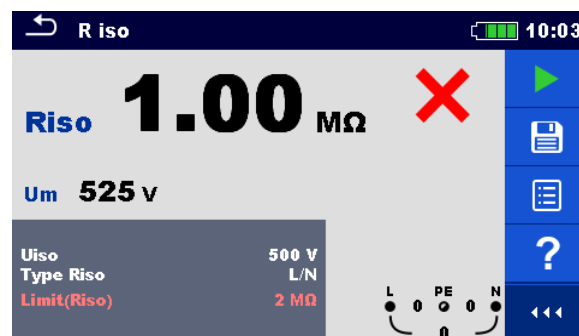 R iso 10:03
Riso 1.00 MΩ
Um 525 V
Uiso 500 V
Type Riso L/N
Limit(Riso) 2 MΩ
L PE N
0 0
0
?